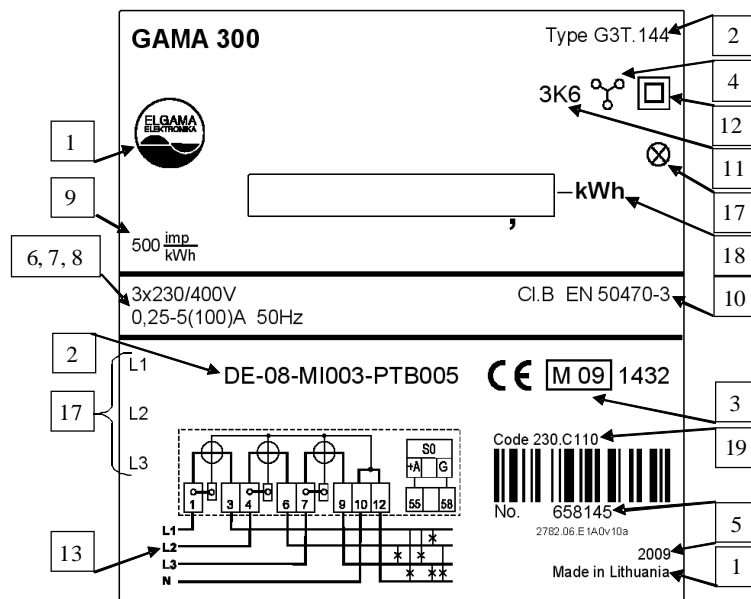 GAMA 300
Type G3T.144
2
4
3K6
12
ELGAMA
ELEKTRONIKA
1
11
9
kWh
17
500 imp/kWh
18
6, 7, 8
3x230/400V
Cl.B EN 50470-3
10
0,25-5(100)A 50Hz
2
L1
DE-08-MI003-PTB005
CE
M 09
1432
3
17
L2
Code 230.C110
19
S0
+A
G
L3
1
3
4
6
7
9
10
12
55
58
No. 658145
5
2782.06.E1A0v10a
L1
13
L2
L3
N
2009
Made in Lithuania
1